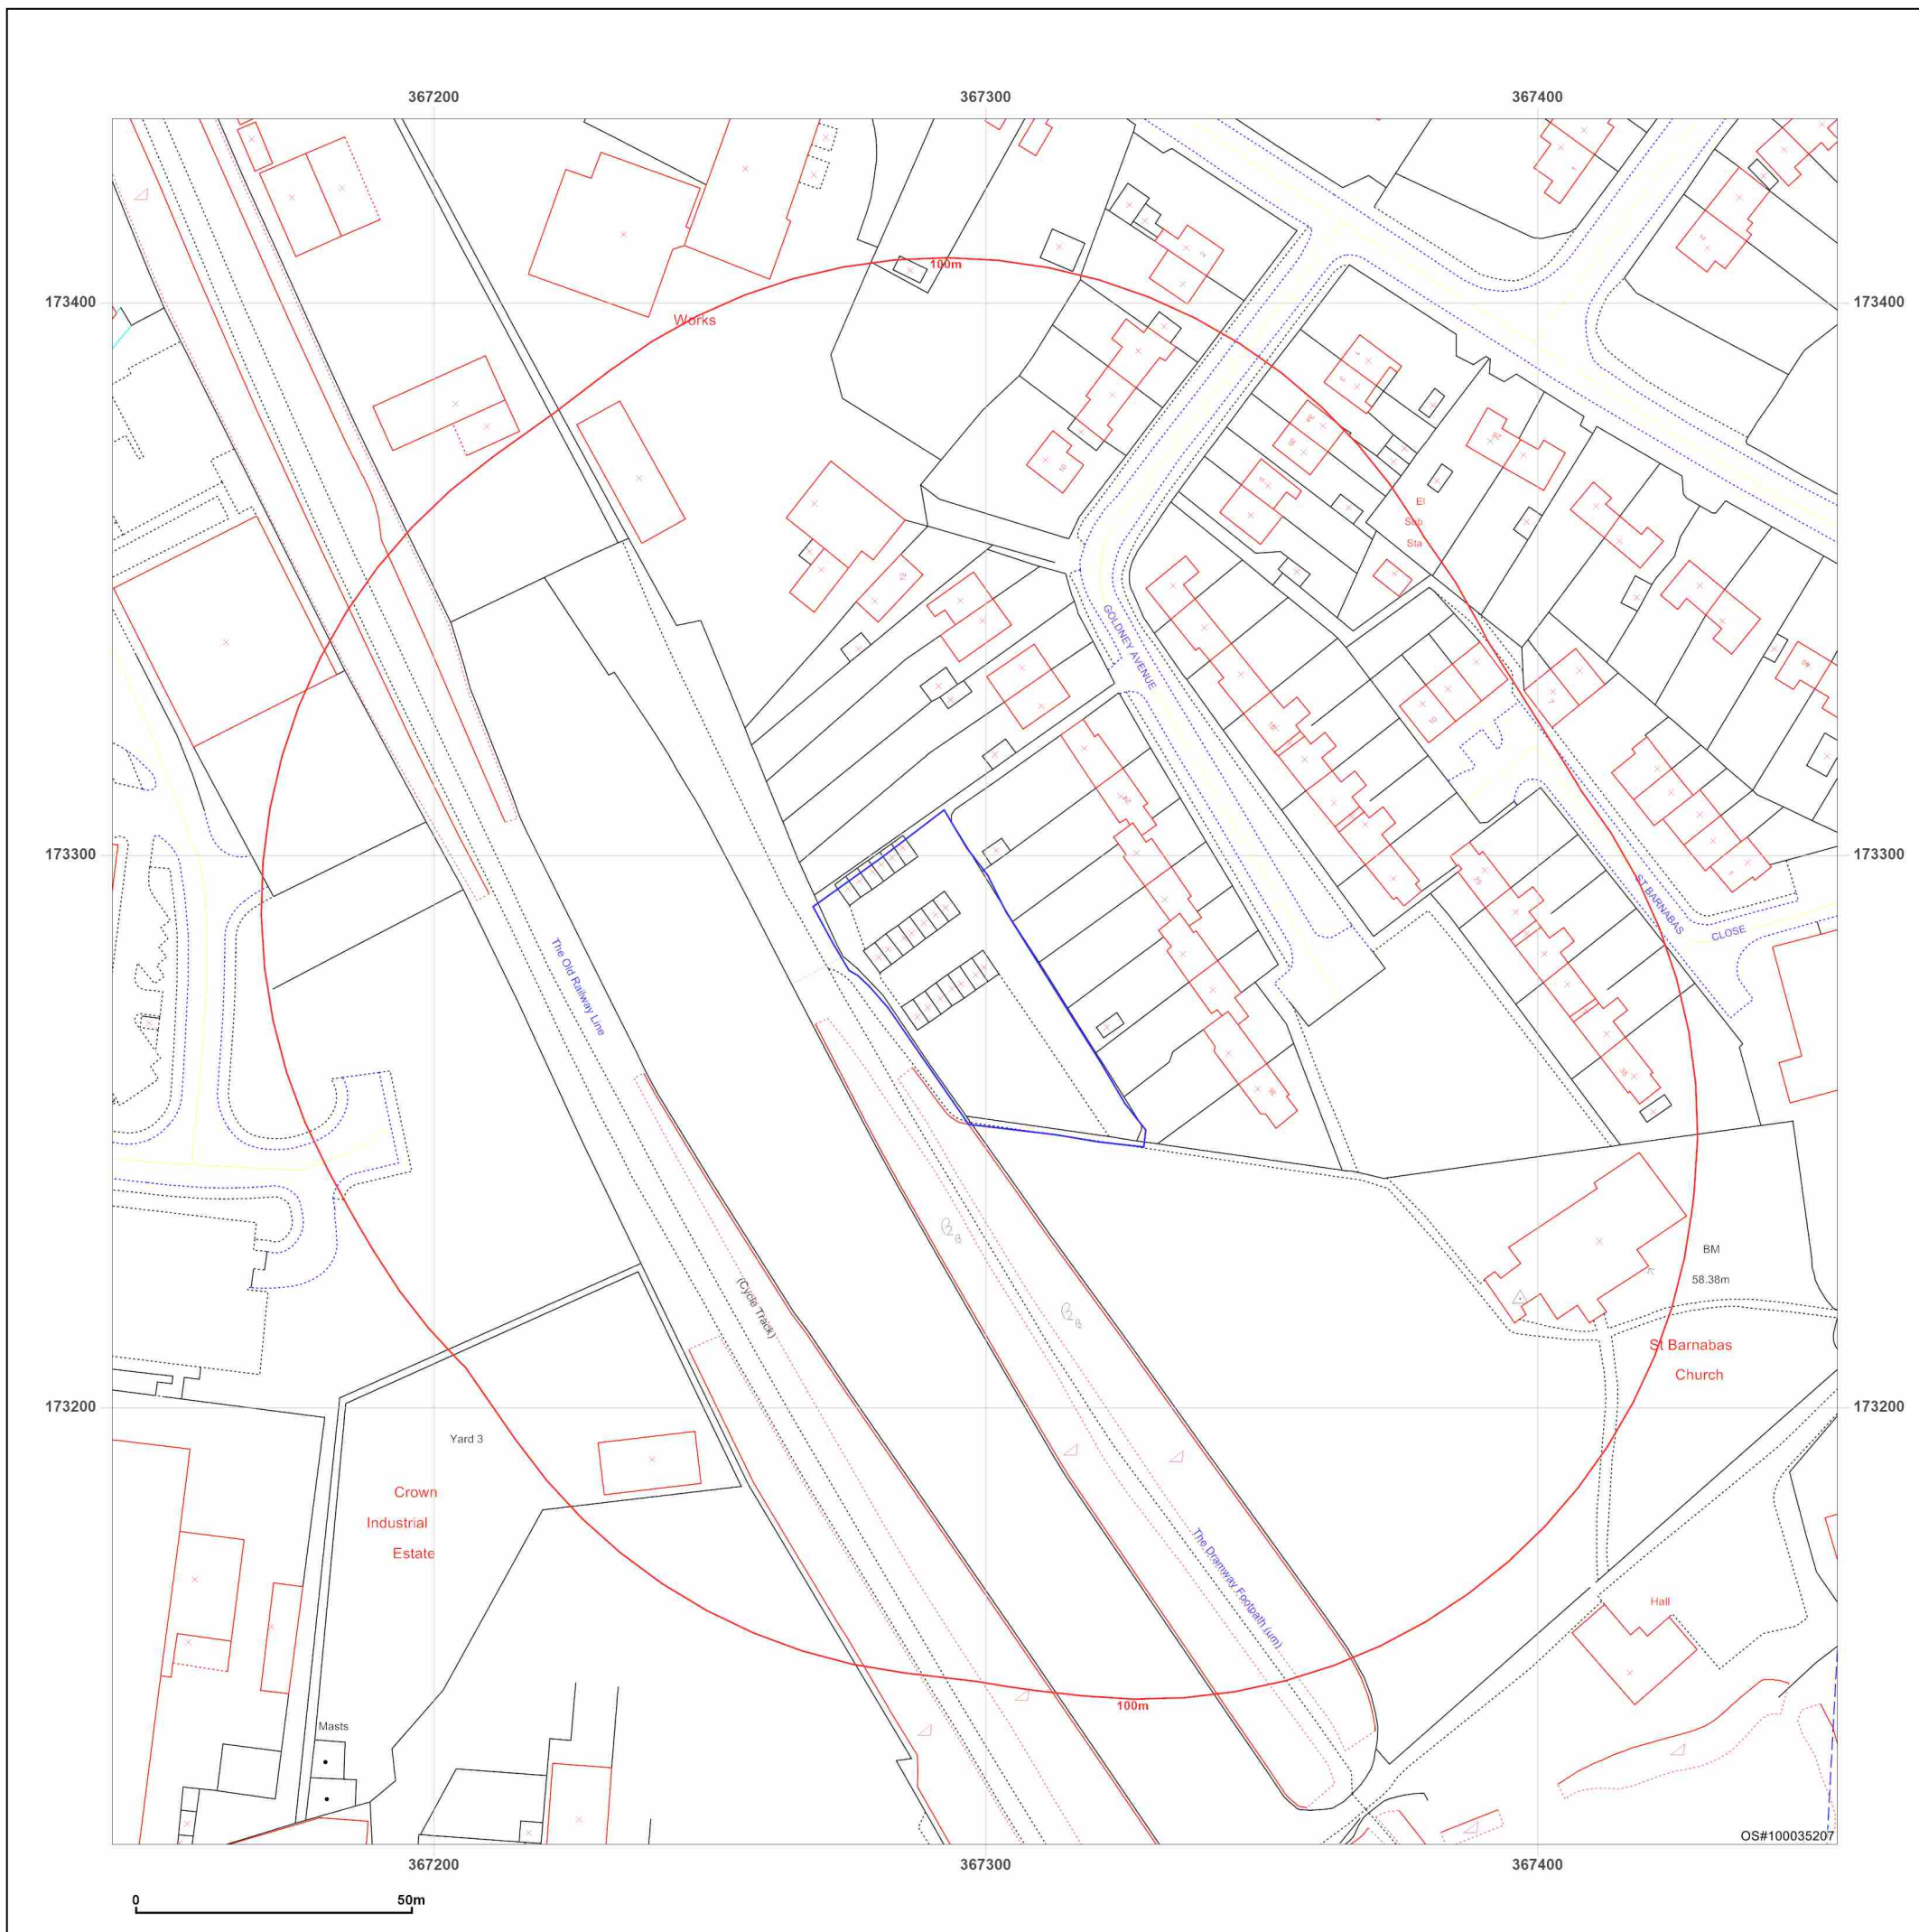 367200
367300
367400
100m
173400
173400
Works
El
Sub
Sta
12
GOLDNEY AVENUE
173300
173300
ST BARNABAS
CLOSE
The Old Railway Line
BM
58.38m
(Cycle Track)
St Barnabas
Church
173200
173200
Yard 3
Crown
Industrial
Estate
The Dramway Footpath (um)
Hall
100m
Masts
OS#100035207
367200
367300
367400
0
50m